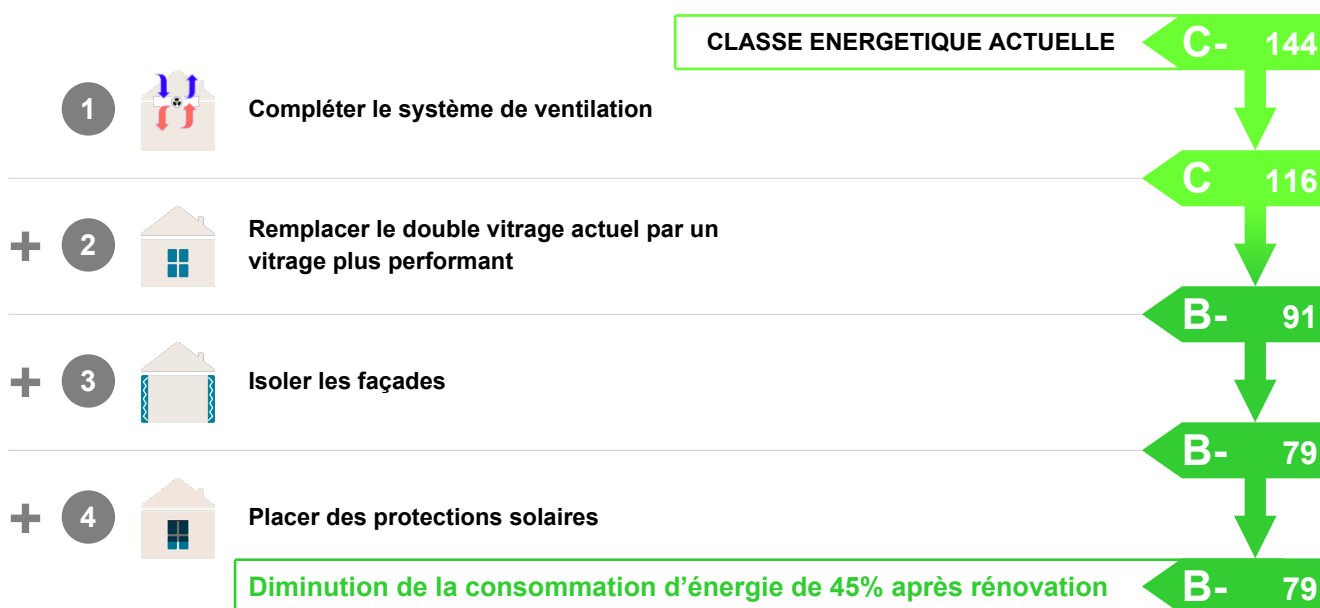 CLASSE ENERGETIQUE ACTUELLE C- 144
1 Compléter le système de ventilation
C 116
+ 2 Remplacer le double vitrage actuel par un
vitrage plus performant
B- 91
+ 3 Isoler les façades
B- 79
+ 4 Placer des protections solaires
Diminution de la consommation d’énergie de 45% après rénovation B- 79